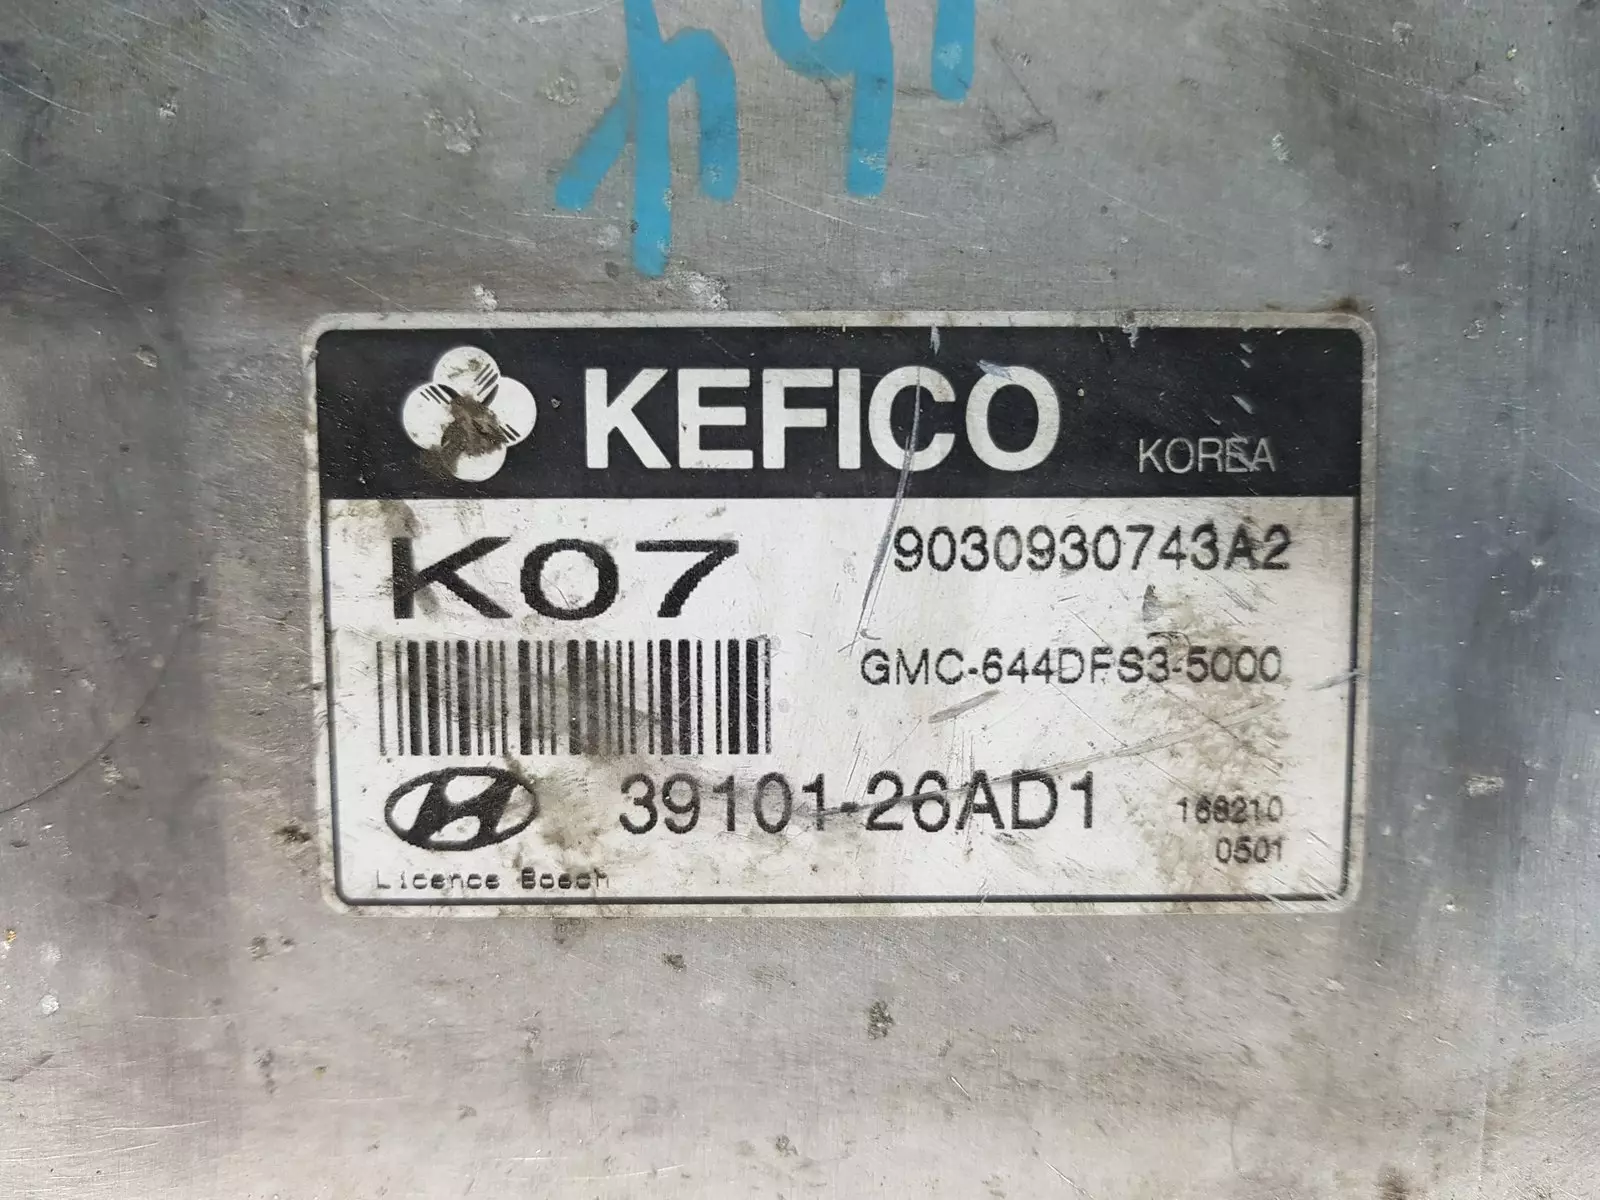 KEFICO
KOREA
K07
9030930743A2
GMC-644DFS3-5000
39101-26AD1
168210
0501
Licence Bosch